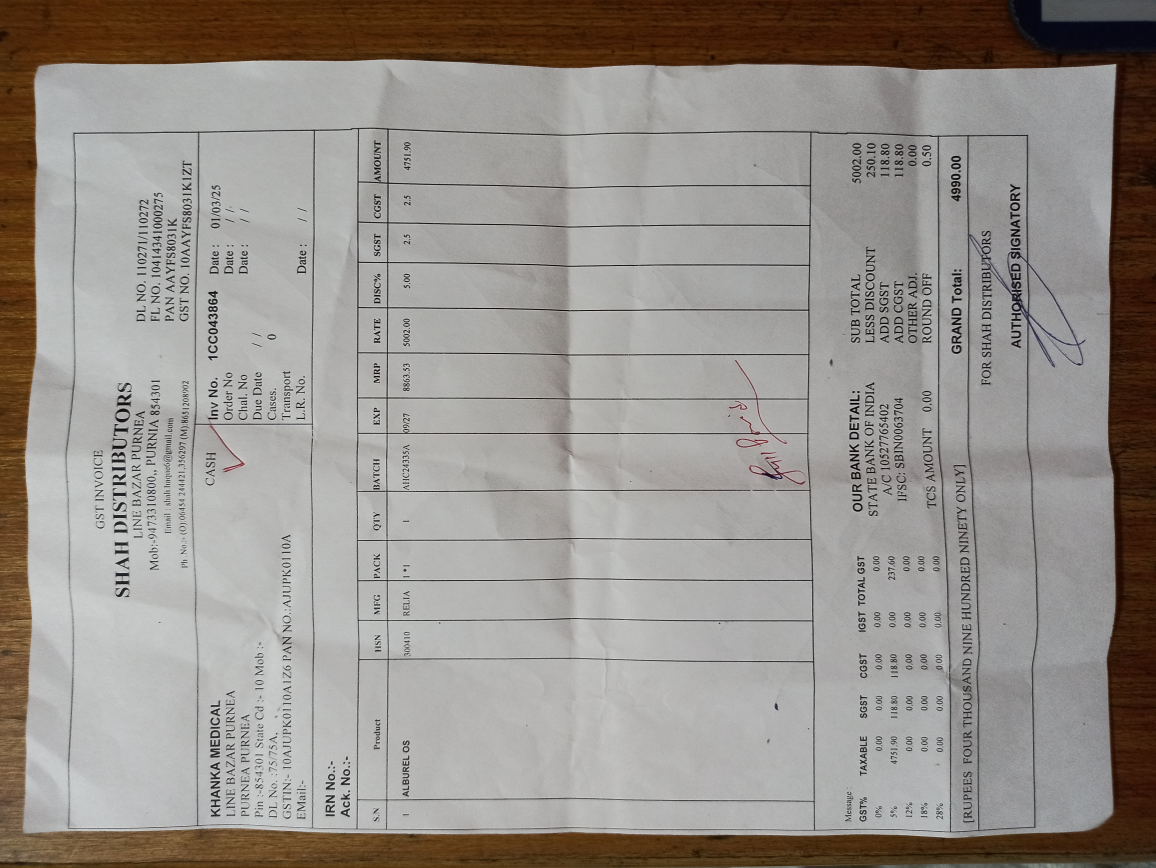 GST INVOICE
SHAH DISTRIBUTORS
LINE BAZAR PURNEA
Mob:-9473310800,, PURNIA 854301
Ph .No.:- (O):06454 244421,356297 (M):8651208902
DL NO. 110271/110272
FL NO. 10414341000275
PAN AAYFS8031K
GST NO. 10AAYFS8031K1ZT
KHANKA MEDICAL
LINE BAZAR PURNEA
PURNEA PURNEA
Pin :-854301 State Cd :- 10 Mob :-
DL No. :75/75A,
GSTIN:- 10AJUPK0110A1Z6 PAN NO.:AJUPK0110A
EMail:-
CASH
Inv No. 1CC043864 Date : 01/03/25
Order No Date : / /
Chal. No Date : / /
Due Date / /
Cases. 0
Transport
L.R. No. Date : / /
IRN No.:-
Ack. No.:-
S.N Product HSN MFG PACK QTY BATCH EXP MRP RATE DISC% SGST CGST AMOUNT
1 ALBUREL OS 300410 RELIA 1*1 1 AHC24335A 09/27 8863.53 5002.00 5.00 2.5 2.5 4751.90
Message :
GST% TAXABLE SGST CGST IGST TOTAL GST
0% 0.00 0.00 0.00 0.00 0.00
5% 4751.90 118.80 118.80 0.00 237.60
12% 0.00 0.00 0.00 0.00 0.00
18% 0.00 0.00 0.00 0.00 0.00
28% 0.00 0.00 0.00 0.00 0.00
OUR BANK DETAIL:
STATE BANK OF INDIA
A/C 10527765402
IFSC: SBIN0063704
TCS AMOUNT 0.00
SUB TOTAL 5002.00
LESS DISCOUNT 250.10
ADD SGST 118.80
ADD CGST 118.80
OTHER ADJ. 0.00
ROUND OFF 0.50
[RUPEES FOUR THOUSAND NINE HUNDRED NINETY ONLY]
GRAND Total: 4990.00
FOR SHAH DISTRIBUTORS
AUTHORISED SIGNATORY